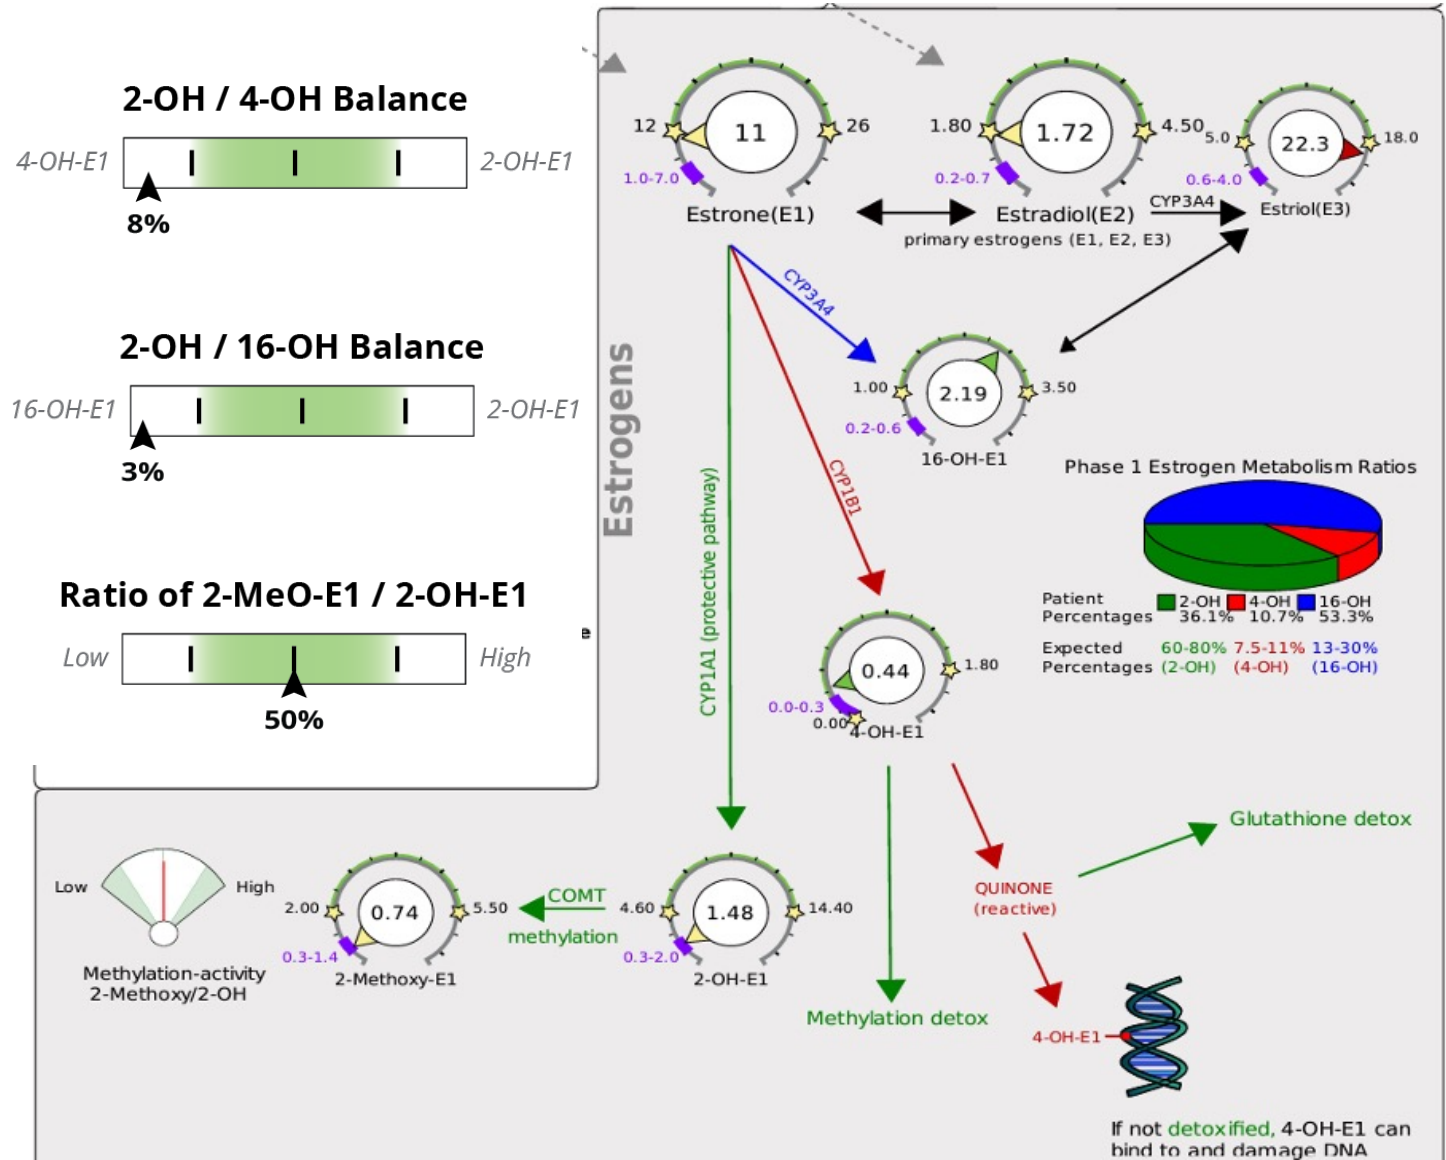 2-OH / 4-OH Balance
4-OH-E1
2-OH-E1
8%
2-OH / 16-OH Balance
16-OH-E1
2-OH-E1
3%
Ratio of 2-MeO-E1 / 2-OH-E1
Low
High
50%
e
Estrogens
12
11
26
1.0-7.0
Estrone(E1)
1.80
1.72
4.50
0.2-0.7
Estradiol(E2)
5.0
22.3
18.0
0.6-4.0
Estriol(E3)
CYP3A4
primary estrogens (E1, E2, E3)
CYP3A4
1.00
2.19
3.50
0.2-0.6
16-OH-E1
CYP1B1
CYP1A1 (protective pathway)
Phase 1 Estrogen Metabolism Ratios
Patient
Percentages
2-OH 4-OH 16-OH
36.1% 10.7% 53.3%
Expected
Percentages
60-80% 7.5-11% 13-30%
(2-OH) (4-OH) (16-OH)
0.44
1.80
0.0-0.3
0.00
4-OH-E1
Low
High
Methylation-activity
2-Methoxy/2-OH
2.00
0.74
5.50
0.3-1.4
2-Methoxy-E1
COMT
methylation
4.60
1.48
14.40
0.3-2.0
2-OH-E1
Methylation detox
QUINONE
(reactive)
Glutathione detox
4-OH-E1
If not detoxified, 4-OH-E1 can
bind to and damage DNA